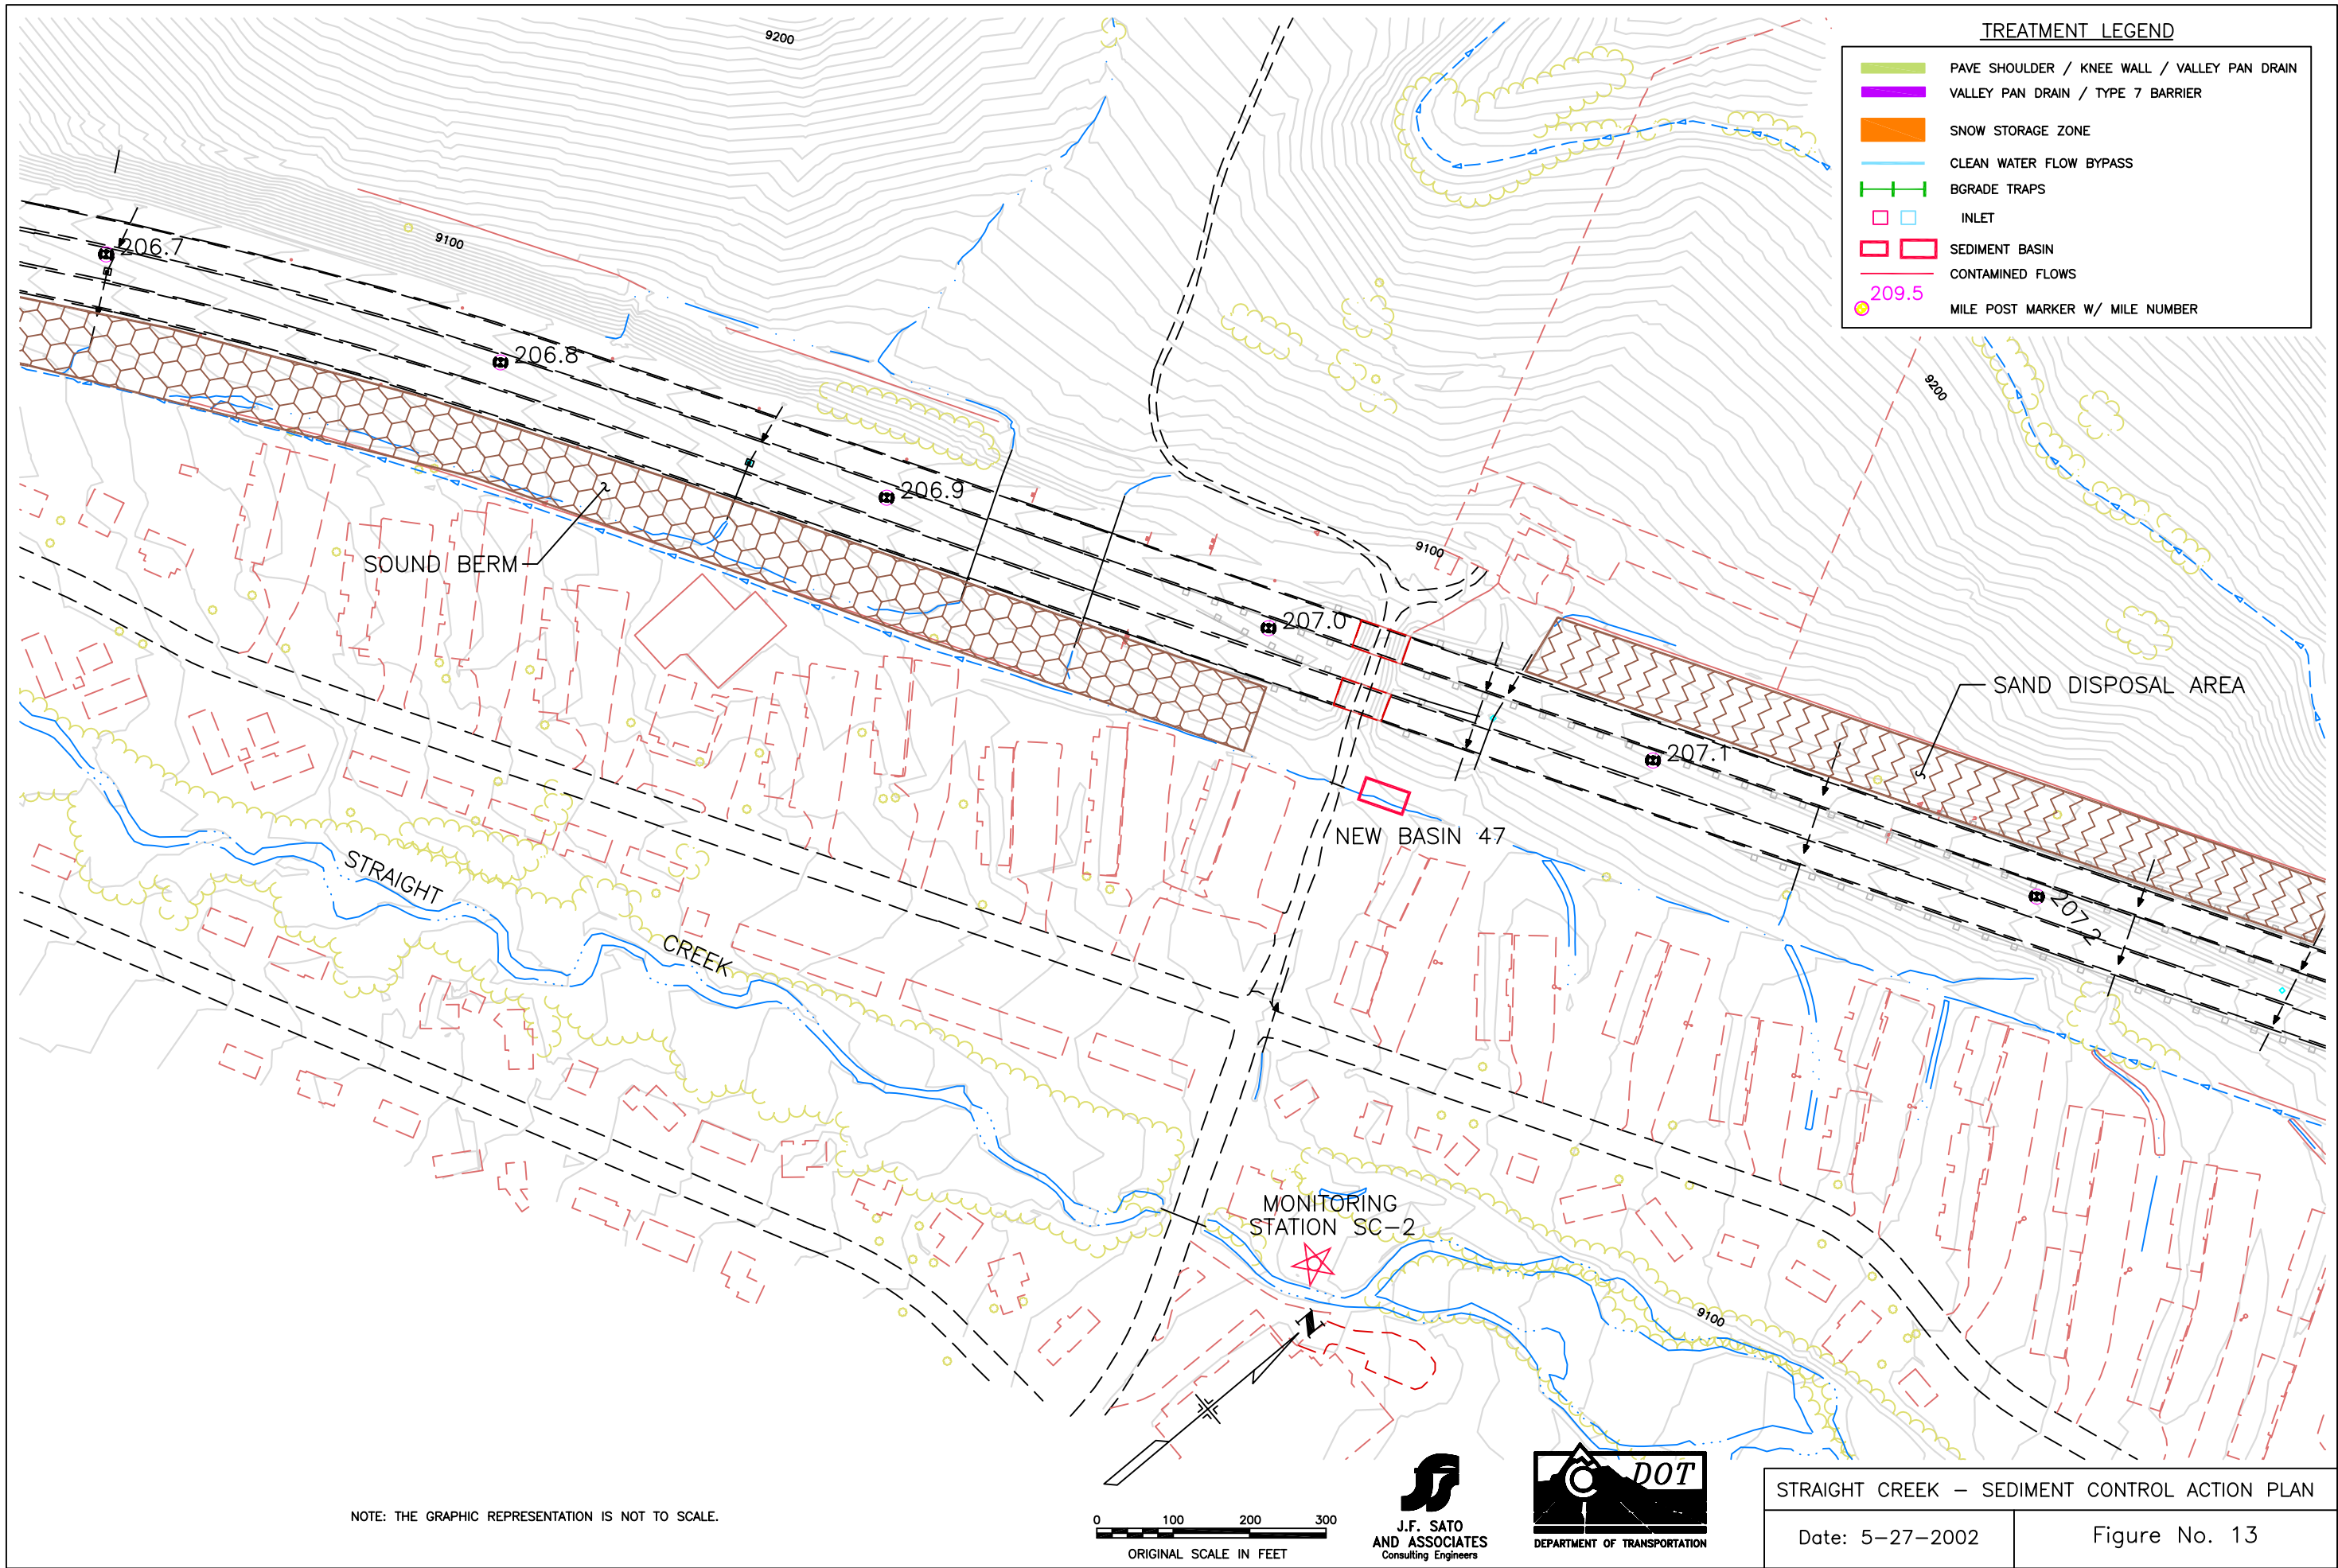 9200
TREATMENT LEGEND
PAVE SHOULDER / KNEE WALL / VALLEY PAN DRAIN
VALLEY PAN DRAIN / TYPE 7 BARRIER
SNOW STORAGE ZONE
CLEAN WATER FLOW BYPASS
BGRADE TRAPS
INLET
SEDIMENT BASIN
CONTAMINED FLOWS
209.5
MILE POST MARKER W/ MILE NUMBER
206.7
9100
206.8
9200
206.9
SOUND BERM
9100
207.0
SAND DISPOSAL AREA
207.1
NEW BASIN 47
207.2
STRAIGHT
CREEK
MONITORING
STATION SC-2
9100
N
NOTE: THE GRAPHIC REPRESENTATION IS NOT TO SCALE.
0 100 200 300
ORIGINAL SCALE IN FEET
J.F. SATO
AND ASSOCIATES
Consulting Engineers
DOT
DEPARTMENT OF TRANSPORTATION
STRAIGHT CREEK - SEDIMENT CONTROL ACTION PLAN
Date: 5-27-2002
Figure No. 13